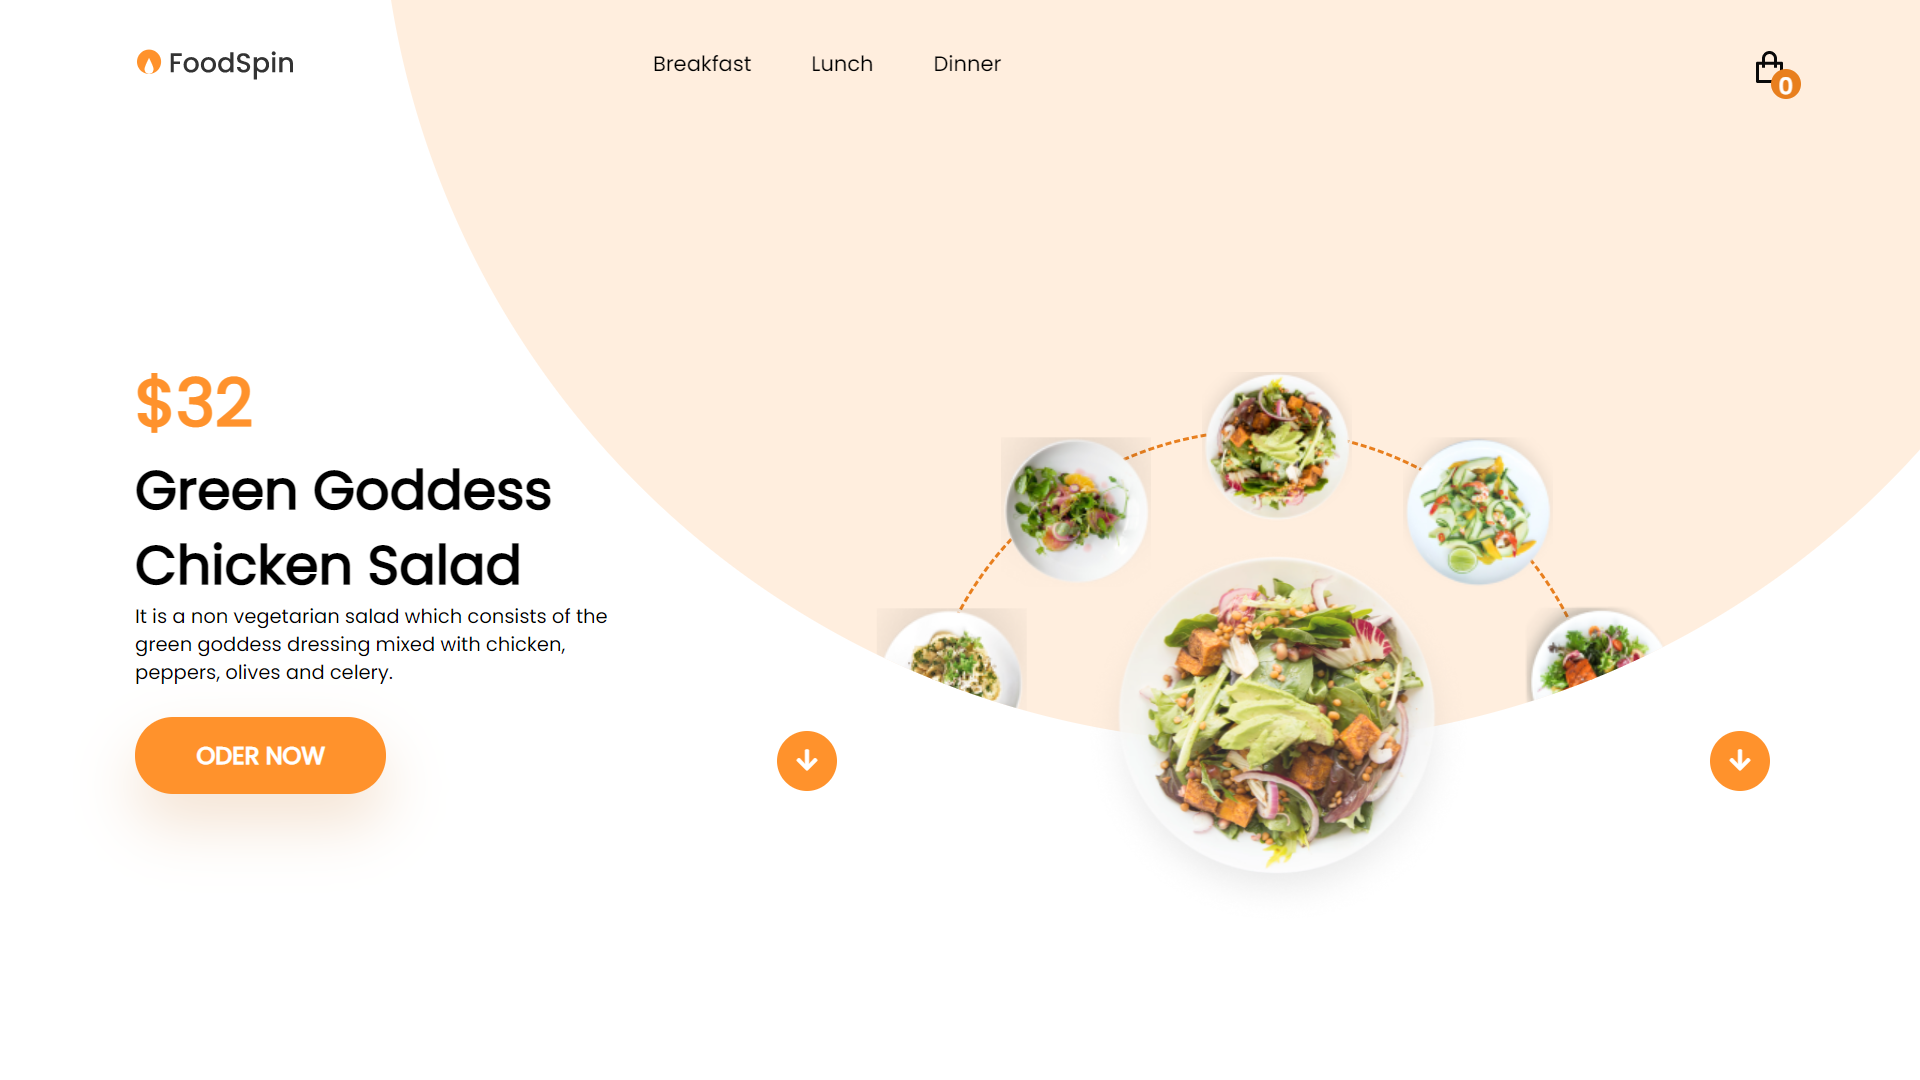 FoodSpin
Breakfast
Lunch
Dinner
0
$32
Green Goddess
Chicken Salad
It is a non vegetarian salad which consists of the
green goddess dressing mixed with chicken,
peppers, olives and celery.
ODER NOW